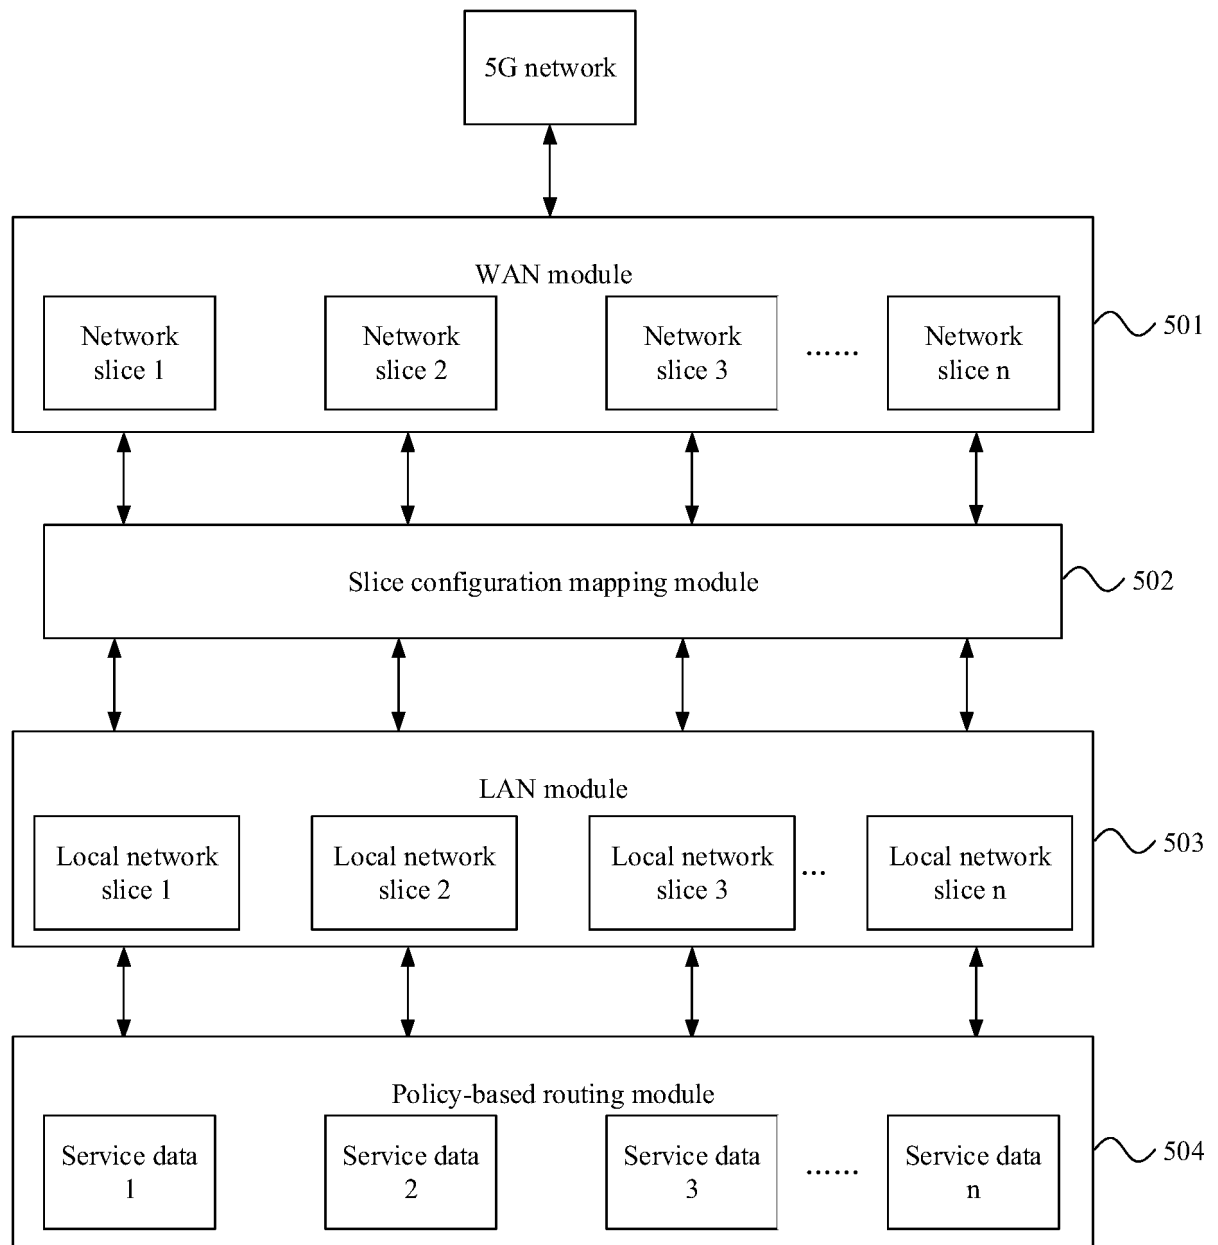 5G network
WAN module
501
Network
slice 1
Network
slice 2
Network
slice 3
......
Network
slice n
Slice configuration mapping module
502
LAN module
503
Local network
slice 1
Local network
slice 2
Local network
slice 3
...
Local network
slice n
Policy-based routing module
504
Service data
1
Service data
2
Service data
3
......
Service data
n